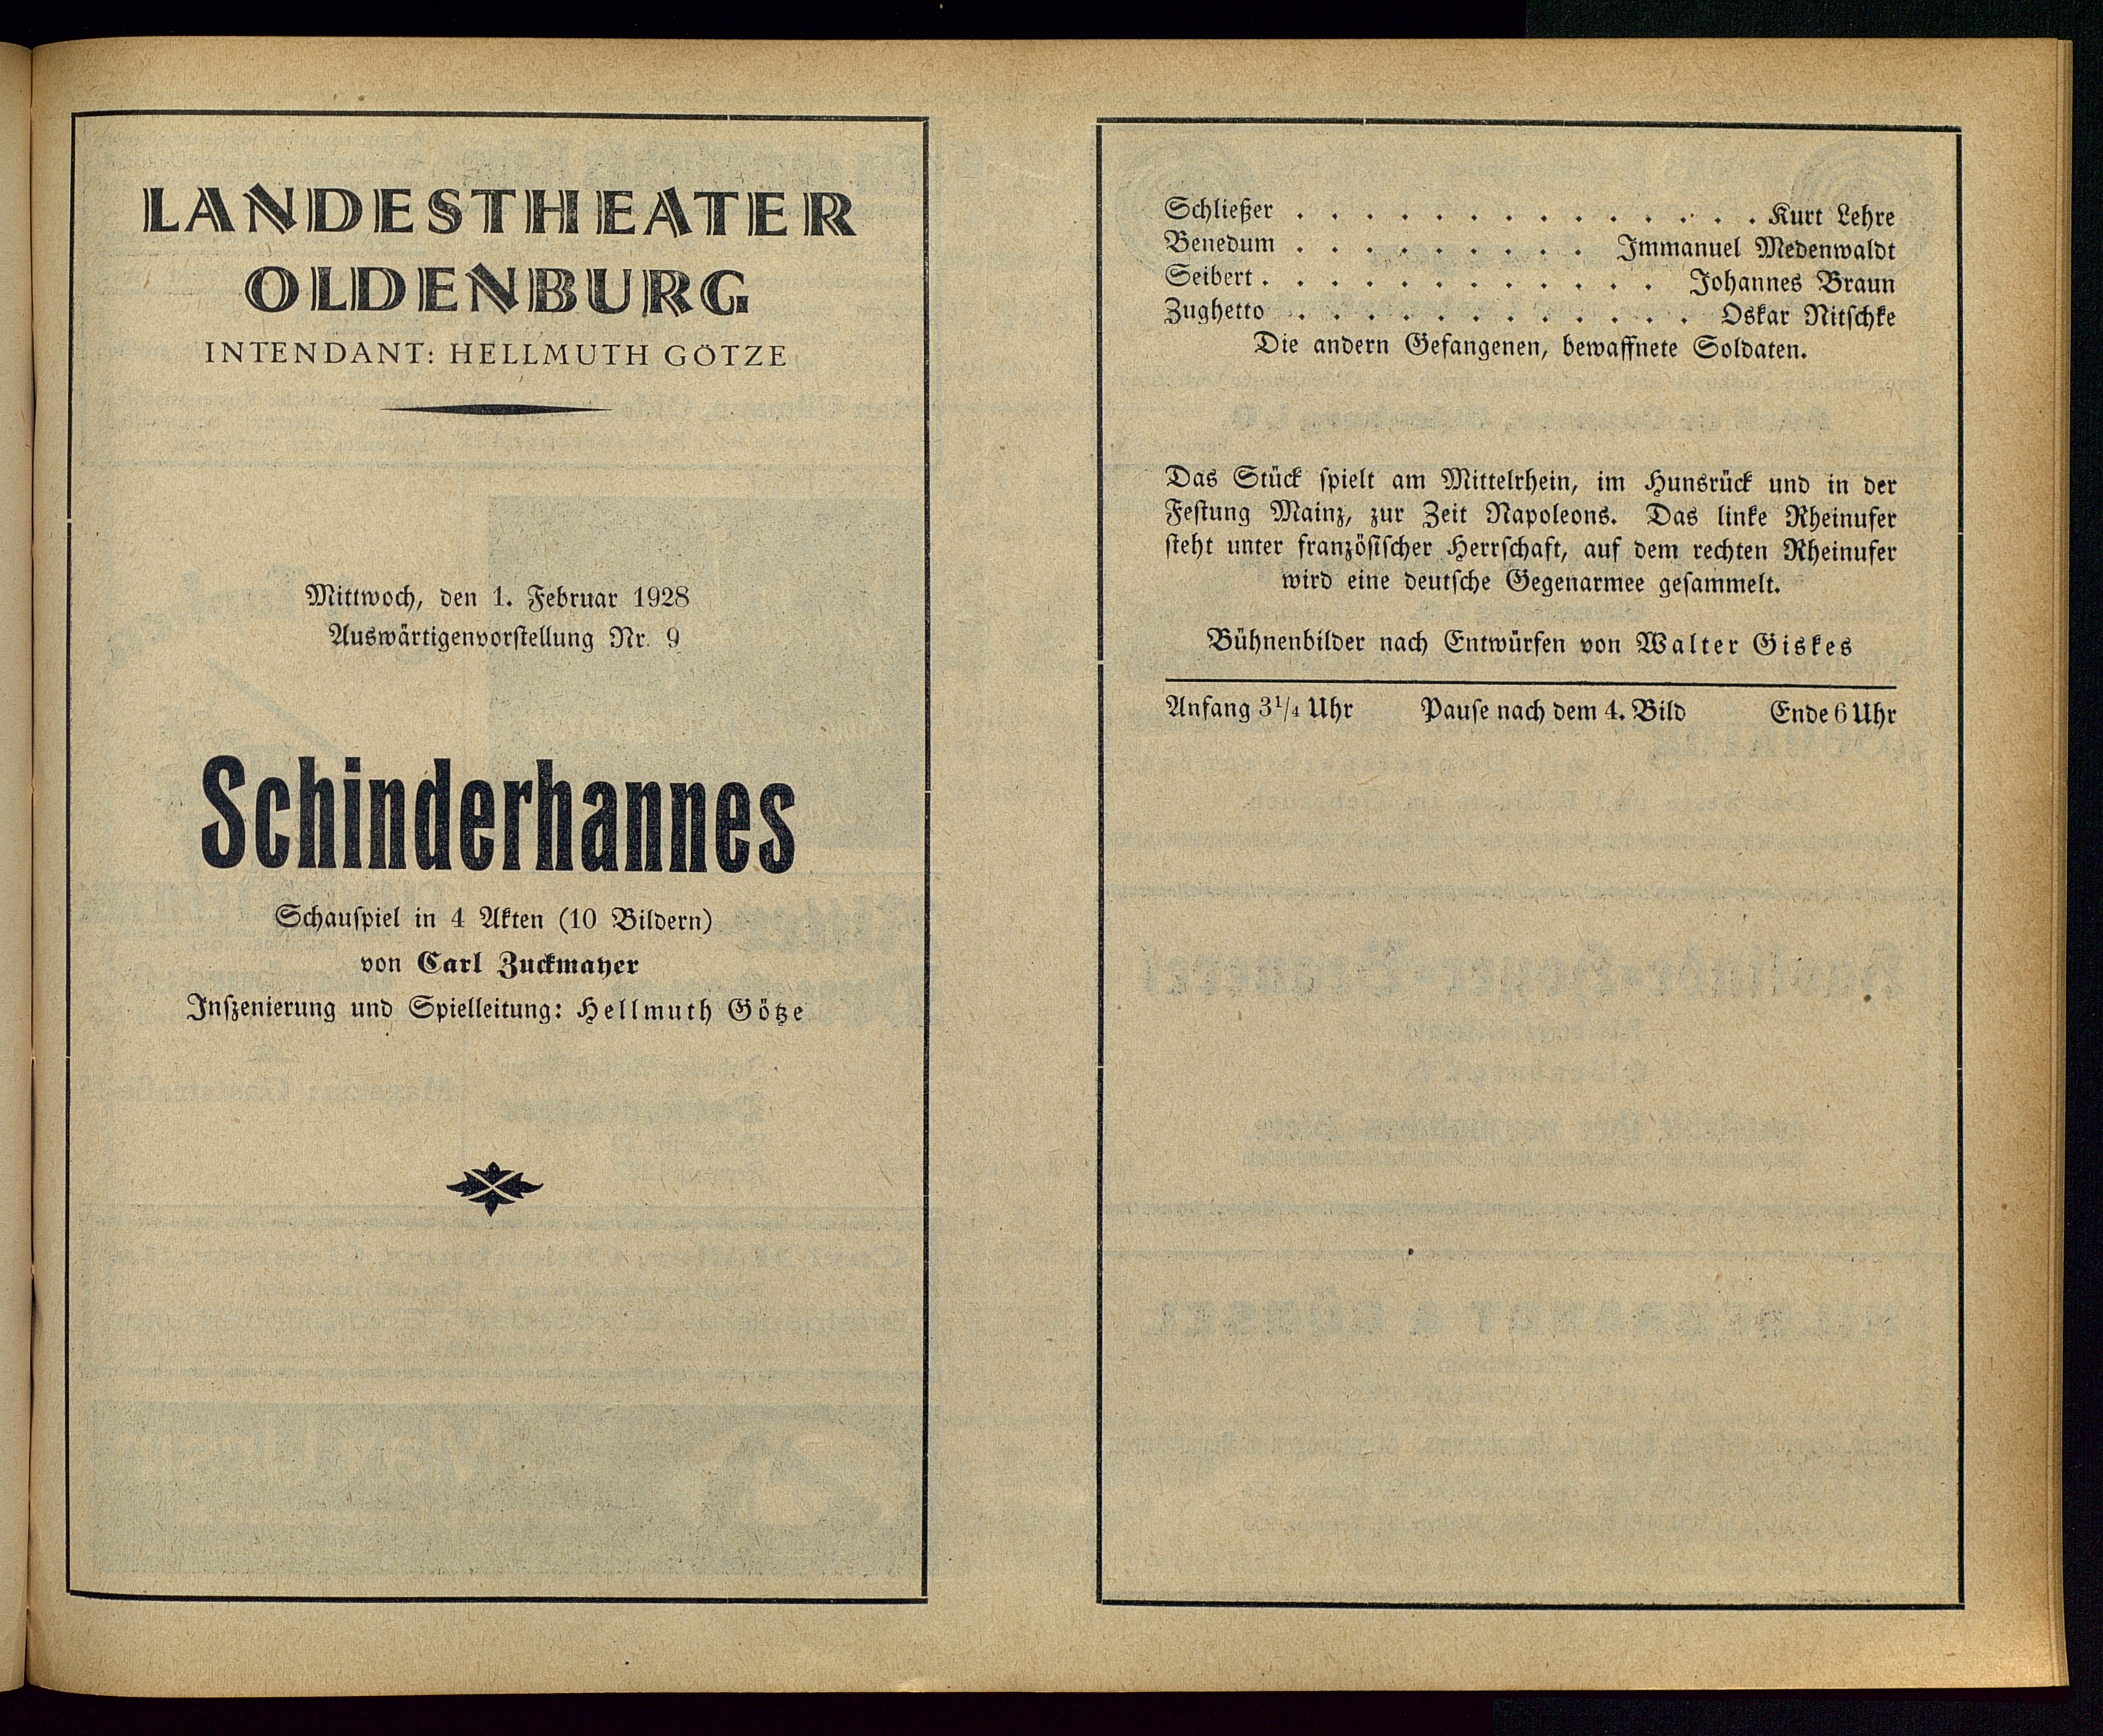 LANDESTHEATER
OLDENBURG
INTENDANT: HELLMUTH GÖTZE
Mittwoch, den 1. Februar 1928
Auswärtigenvorstellung Nr. 9
Schinderhannes
Schauspiel in 4 Akten (10 Bildern)
von Carl Zuckmayer
Inszenierung und Spielleitung: Hellmuth Götze
Schließer . . . . . . . . . . . . . . Kurt Lehre
Benedum . . . . . . . . . Immanuel Medenwaldt
Seibert . . . . . . . . . . . . Johannes Braun
Zughetto . . . . . . . . . . . . Oskar Nitschke
Die andern Gefangenen, bewaffnete Soldaten.
Das Stück spielt am Mittelrhein, im Hunsrück und in der
Festung Mainz, zur Zeit Napoleons. Das linke Rheinufer
steht unter französischer Herrschaft, auf dem rechten Rheinufer
wird eine deutsche Gegenarmee gesammelt.
Bühnenbilder nach Entwürfen von Walter Giskes
Anfang 3¼ Uhr Pause nach dem 4. Bild Ende 6 Uhr